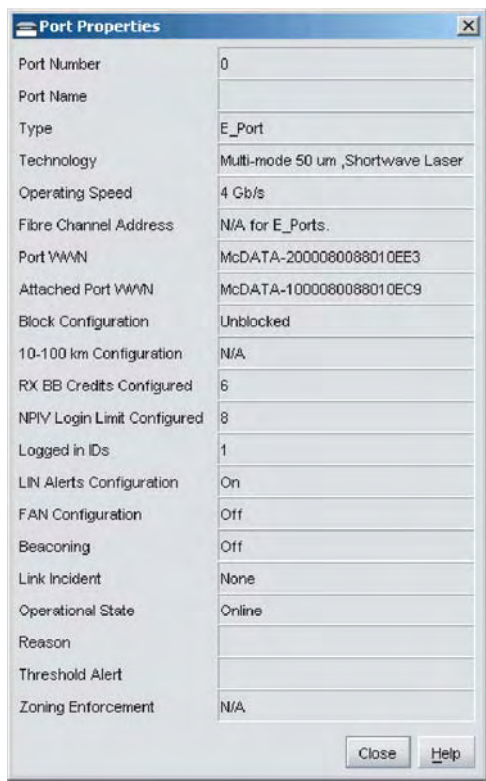 Port Properties
Port Number 0
Port Name
Type E_Port
Technology Multi-mode 50 um ,Shortwave Laser
Operating Speed 4 Gb/s
Fibre Channel Address N/A for E_Ports.
Port WWN McDATA-2000080088010EE3
Attached Port WWN McDATA-1000080088010EC9
Block Configuration Unblocked
10-100 km Configuration N/A
RX BB Credits Configured 6
NPIV Login Limit Configured 8
Logged in IDs 1
LIN Alerts Configuration On
FAN Configuration Off
Beaconing Off
Link Incident None
Operational State Online
Reason
Threshold Alert
Zoning Enforcement N/A
Close Help